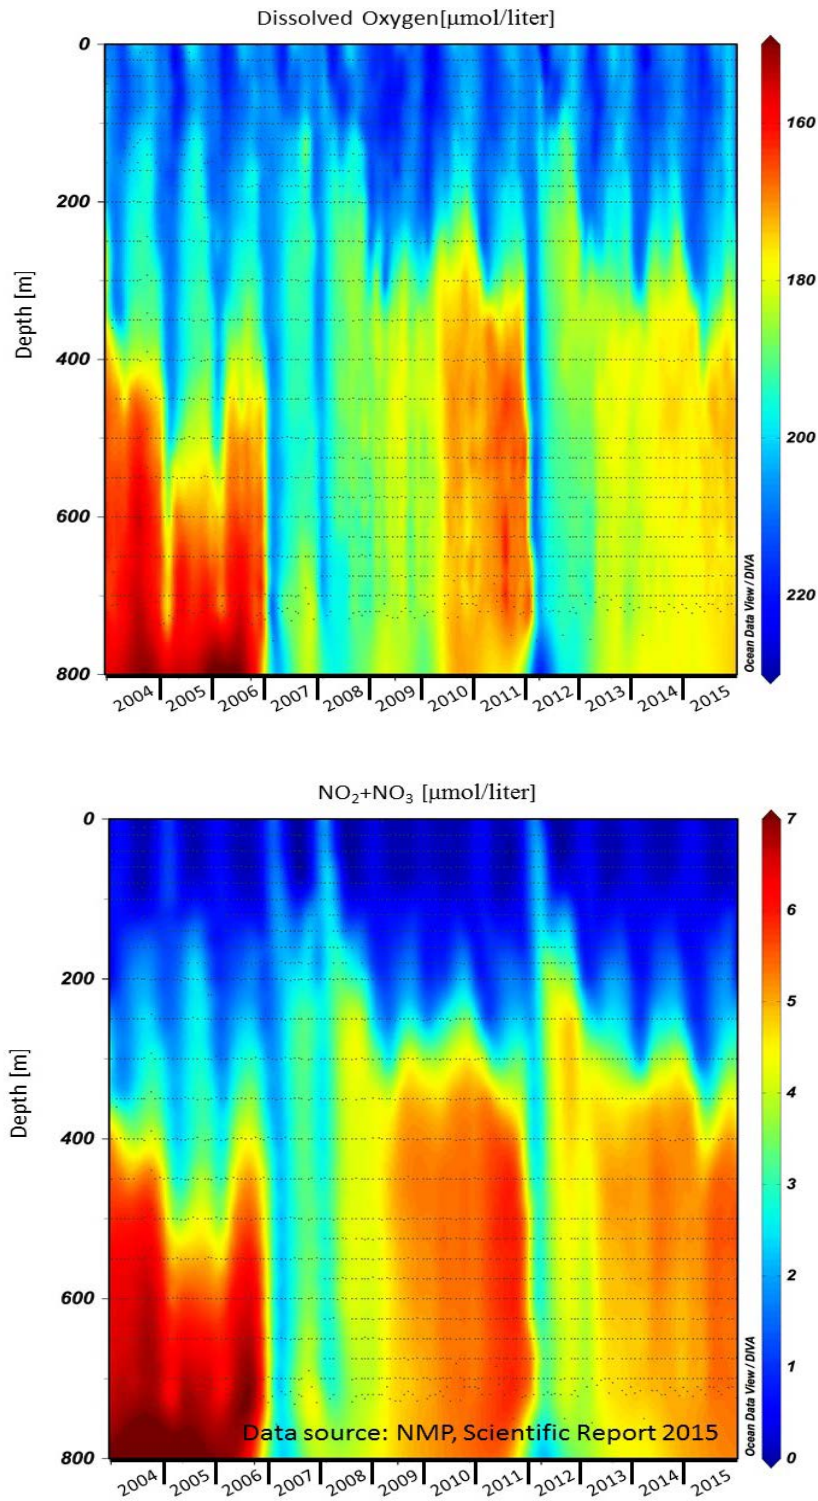 Dissolved Oxygen[μmol/liter]
0
200
400
600
800
Depth [m]
160
180
200
220
Ocean Data View / DIVA
2004 2005 2006 2007 2008 2009 2010 2011 2012 2013 2014 2015
NO₂+NO₃ [μmol/liter]
0
200
400
600
800
Depth [m]
7
6
5
4
3
2
1
0
Ocean Data View / DIVA
Data source: NMP, Scientific Report 2015
2004 2005 2006 2007 2008 2009 2010 2011 2012 2013 2014 2015